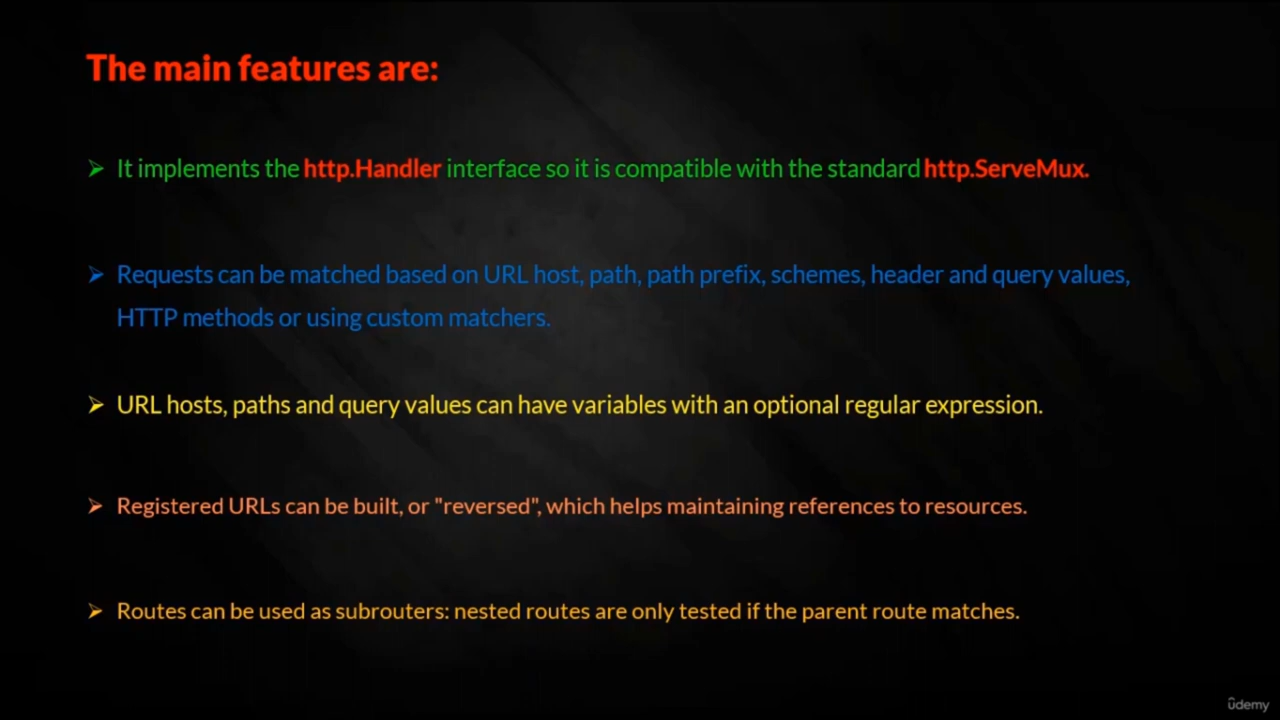 The main features are:
➢ It implements the http.Handler interface so it is compatible with the standard http.ServeMux.
➢ Requests can be matched based on URL host, path, path prefix, schemes, header and query values,
HTTP methods or using custom matchers.
➢ URL hosts, paths and query values can have variables with an optional regular expression.
➢ Registered URLs can be built, or "reversed", which helps maintaining references to resources.
➢ Routes can be used as subrouters: nested routes are only tested if the parent route matches.
ûdemy